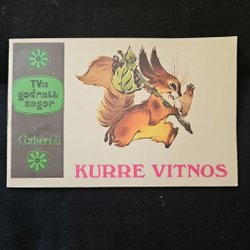 TV:s
godnatt
sagor
Carlsen if
KURRE VITNOS